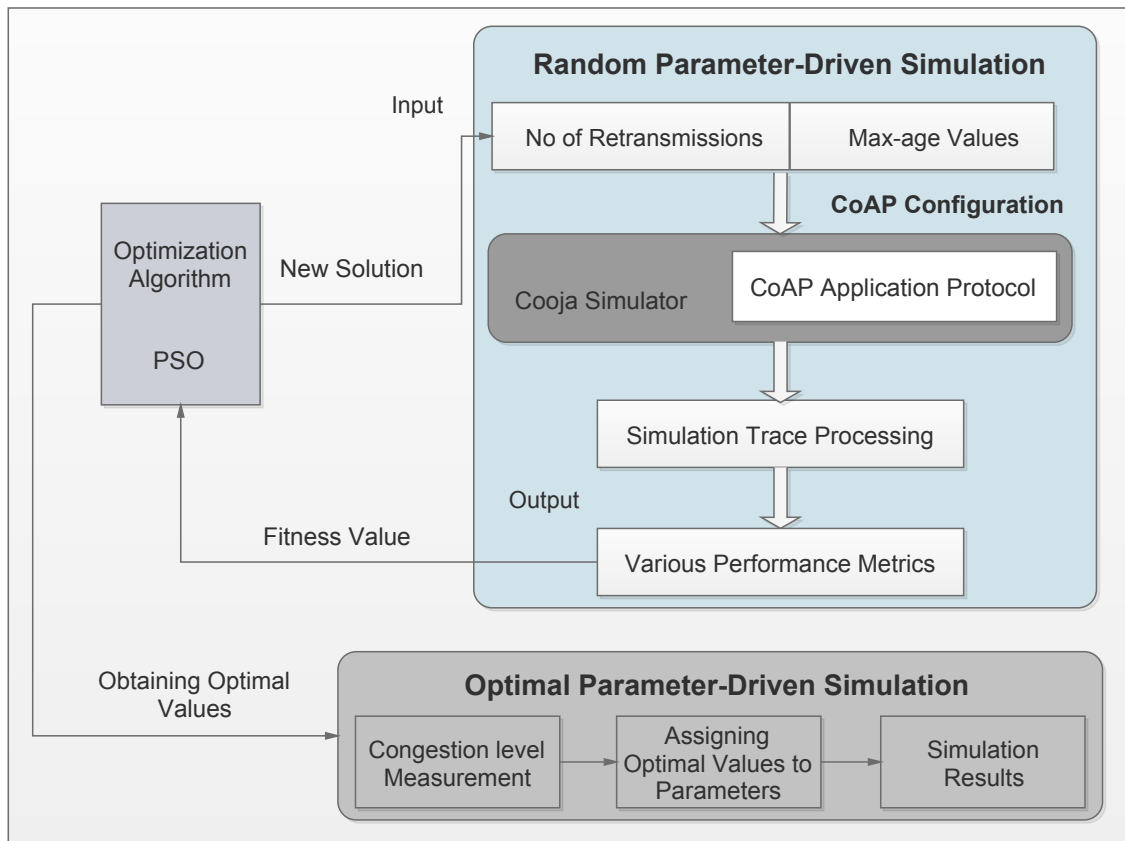 Random Parameter-Driven Simulation
Input
No of Retransmissions
Max-age Values
CoAP Configuration
Optimization
Algorithm
PSO
New Solution
Cooja Simulator
CoAP Application Protocol
Simulation Trace Processing
Output
Fitness Value
Various Performance Metrics
Obtaining Optimal
Values
Optimal Parameter-Driven Simulation
Congestion level
Measurement
Assigning
Optimal Values to
Parameters
Simulation
Results